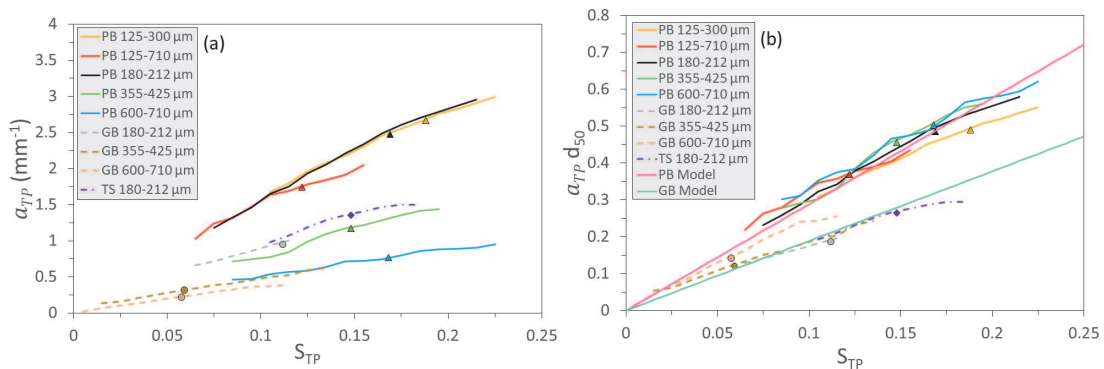 (a)
PB 125-300 µm
PB 125-710 µm
PB 180-212 µm
PB 355-425 µm
PB 600-710 µm
GB 180-212 µm
GB 355-425 µm
GB 600-710 µm
TS 180-212 µm
a_TP (mm⁻¹)
4
3.5
3
2.5
2
1.5
1
0.5
0
0
0.05
0.1
0.15
0.2
0.25
S_TP
(b)
PB 125-300 µm
PB 125-710 µm
PB 180-212 µm
PB 355-425 µm
PB 600-710 µm
GB 180-212 µm
GB 355-425 µm
GB 600-710 µm
TS 180-212 µm
PB Model
GB Model
a_TP d₅₀
0.8
0.7
0.6
0.5
0.4
0.3
0.2
0.1
0
0
0.05
0.1
0.15
0.2
0.25
S_TP